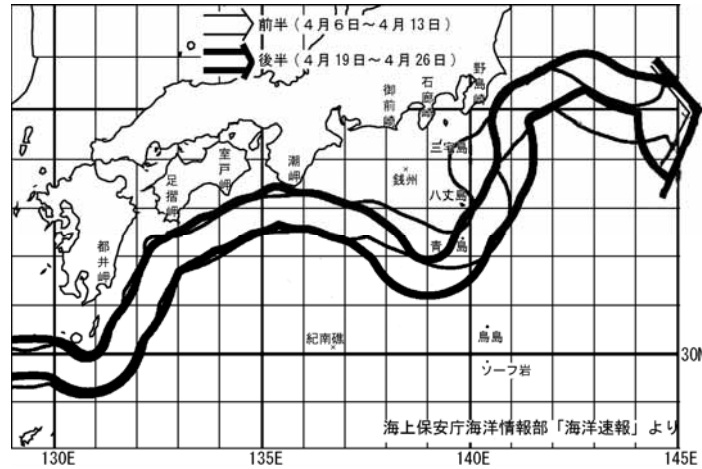 前半(４月６日～４月13日)
後半(４月19日～４月26日)
野島崎
石廊崎
御前崎
三宅島
潮岬
室戸岬
銭州
足摺岬
八丈島
青ヶ島
都井岬
紀南礁
鳥島
30N
ソーフ岩
海上保安庁海洋情報部「海洋速報」より
130E
135E
140E
145E